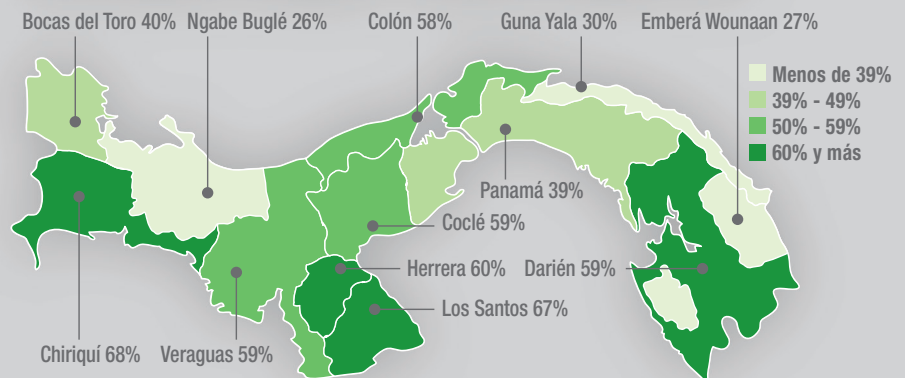 Bocas del Toro 40%
Ngabe Buglé 26%
Colón 58%
Guna Yala 30%
Emberá Wounaan 27%
Menos de 39%
39% - 49%
50% - 59%
60% y más
Panamá 39%
Coclé 59%
Herrera 60%
Darién 59%
Los Santos 67%
Chiriquí 68%
Veraguas 59%